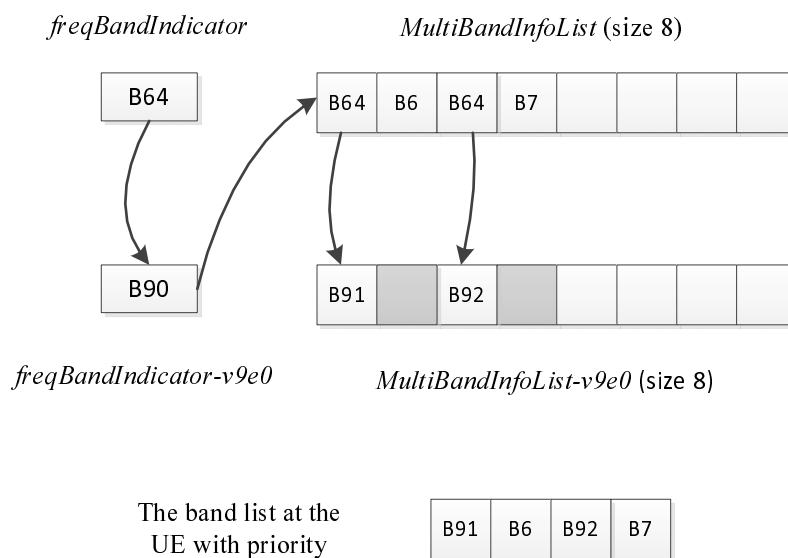 freqBandIndicator
MultiBandInfoList (size 8)
B64
B64 B6 B64 B7
B90
B91 B92
freqBandIndicator-v9e0
MultiBandInfoList-v9e0 (size 8)
The band list at the
UE with priority
B91 B6 B92 B7